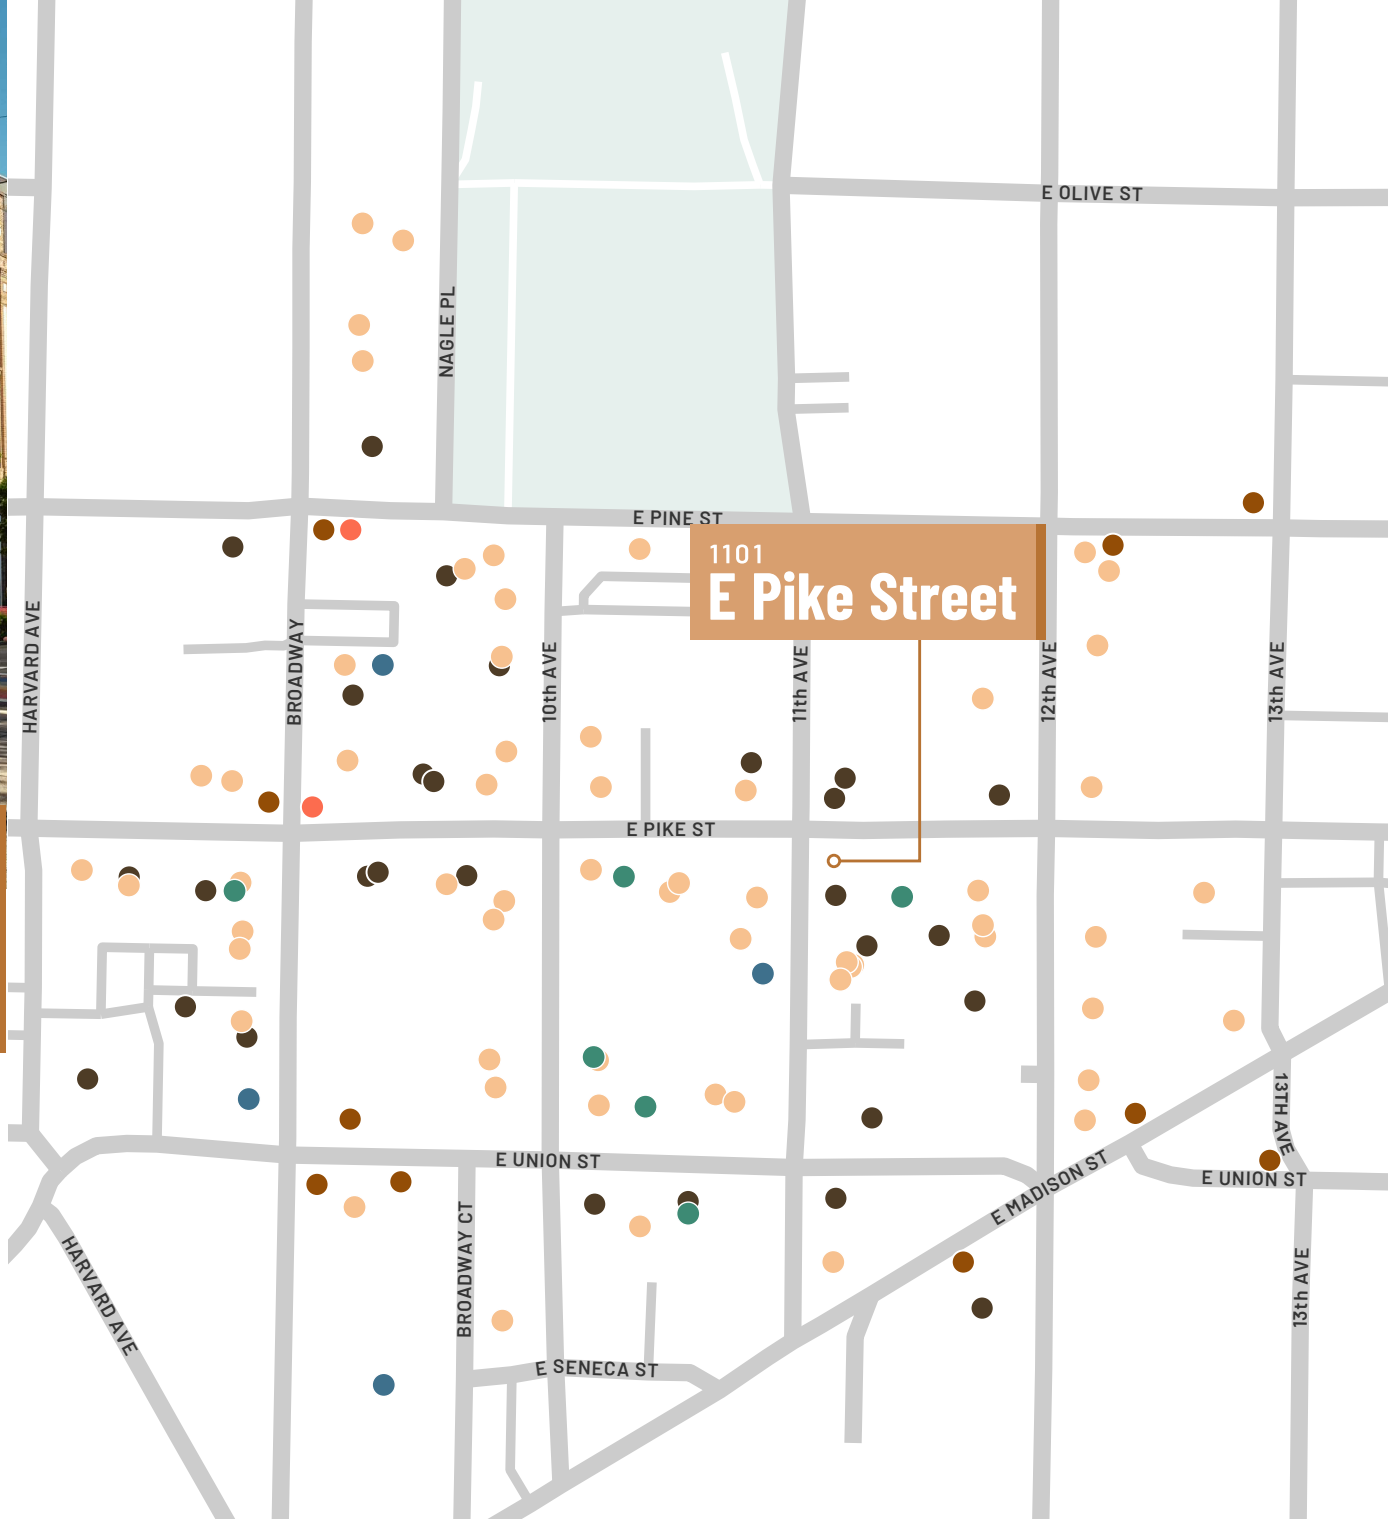 E OLIVE ST
NAGLE PL
E PINE ST
1101
E Pike Street
HARVARD AVE
BROADWAY
10th AVE
11th AVE
12th AVE
13th AVE
E PIKE ST
13TH AVE
E UNION ST
E MADISON ST
E UNION ST
BROADWAY CT
HARVARD AVE
13th AVE
E SENECA ST